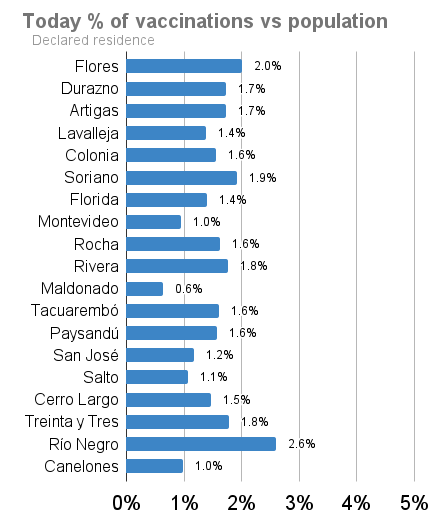 Today % of vaccinations vs population
Declared residence
Flores 2.0%
Durazno 1.7%
Artigas 1.7%
Lavalleja 1.4%
Colonia 1.6%
Soriano 1.9%
Florida 1.4%
Montevideo 1.0%
Rocha 1.6%
Rivera 1.8%
Maldonado 0.6%
Tacuarembó 1.6%
Paysandú 1.6%
San José 1.2%
Salto 1.1%
Cerro Largo 1.5%
Treinta y Tres 1.8%
Río Negro 2.6%
Canelones 1.0%
0% 1% 2% 3% 4% 5%